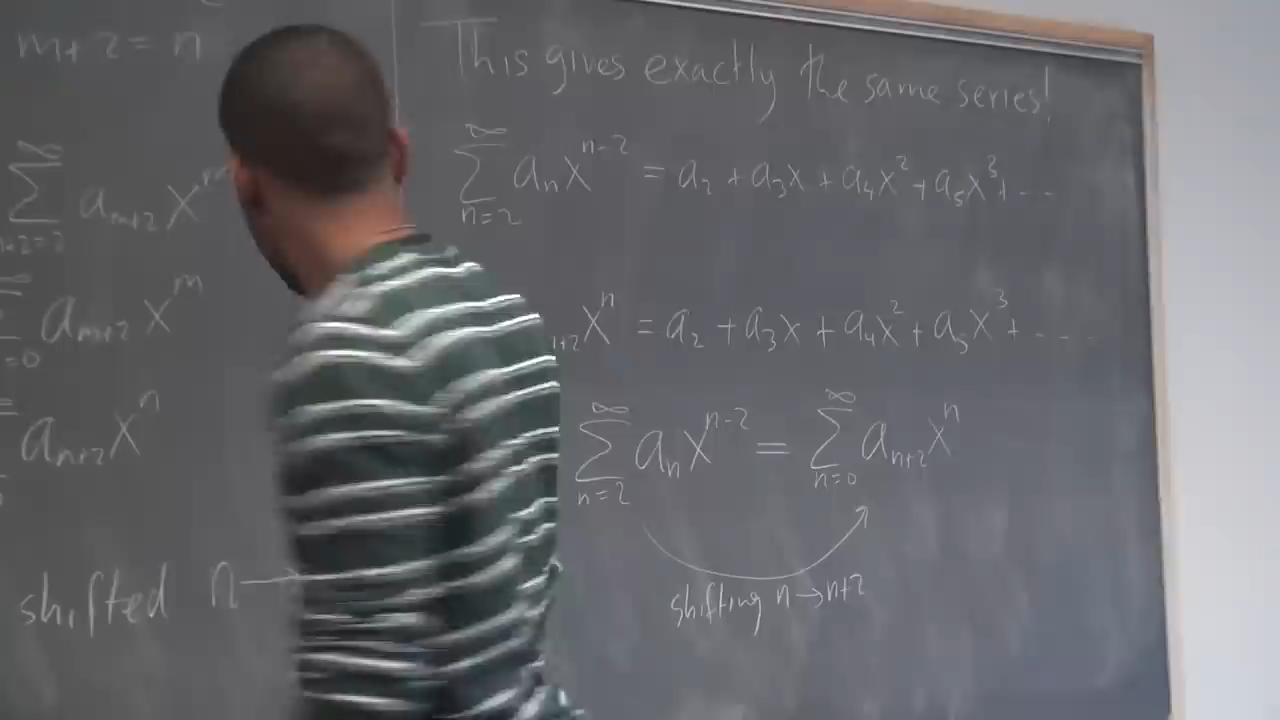 m+2 = n
∞
∑ a_{m+2} x^m
+2=2
a_{m+2} x^m
=0
a_{n+2} x^n
shifted n →
This gives exactly the same series!
∑_{n=2}^{∞} a_n x^{n-2} = a_2 + a_3x + a_4x^2 + a_5x^3 + ...
+2 x^n = a_2 + a_3x + a_4x^2 + a_5x^3 + ....
∑_{n=2}^{∞} a_n x^{n-2} = ∑_{n=0}^{∞} a_{n+2} x^n
shifting n → n+2